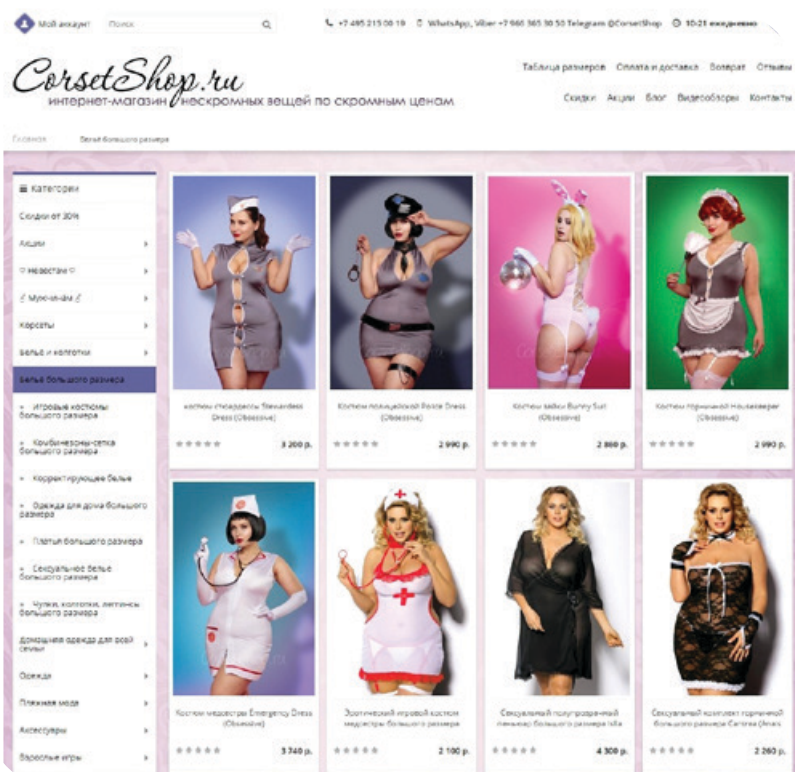 Мой аккаунт Поиск +7 495 215 08 19 WhatsApp, Viber +7 966 365 30 50 Telegram @CorsetShop 10-21 ежедневно
CorsetShop.ru
интернет-магазин нескромных вещей по скромным ценам
Таблица размеров Оплата и доставка Возврат Отзывы
Скидки Акции Блог Видеообзоры Контакты
Главная Бельё большого размера
Категории
Скидки от 30%
Акции
♡ Новостям ♡
Мужчинам
Корсеты
Бельё и колготки
Бельё большого размера
» Игровые костюмы
большого размера
» Комбинезоны-сетка
большого размера
» Корректирующее белье
» Одежда для дома большого
размера
» Платья большого размера
» Сексуальное белье
большого размера
» Чулки, колготки, леггинсы
большого размера
Домашняя одежда для всей
семьи
Одежда
Пляжная мода
Аксессуары
Взрослые игры
Костюм стюардессы Stewardess
Dress (Obsessive)
3 200 р.
Костюм полицейской Police Dress
(Obsessive)
2 990 р.
Костюм зайки Bunny Suit
(Obsessive)
2 860 р.
Костюм горничной Housekeeper
(Obsessive)
2 990 р.
Костюм медсестры Emergency Dress
(Obsessive)
3 740 р.
Эротический игровой костюм
медсестры большого размера
2 100 р.
Сексуальный полупрозрачный
пеньюар большого размера
4 300 р.
Сексуальный комплект горничной
большого размера (Anais
2 260 р.